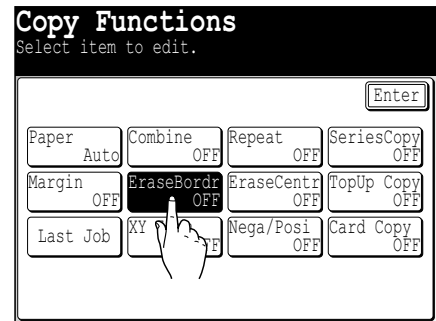 Copy Functions
Select item to edit.
Enter
Paper Auto
Combine OFF
Repeat OFF
SeriesCopy OFF
Margin OFF
EraseBordr OFF
EraseCentr OFF
TopUp Copy OFF
Last Job
XY
Nega/Posi OFF
Card Copy OFF